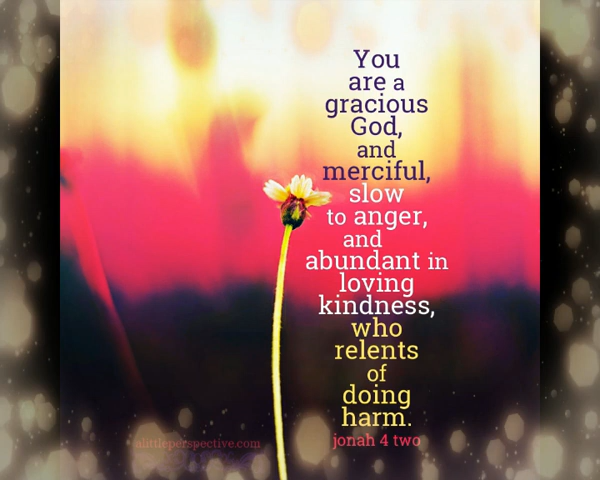 You
are a
gracious
God,
and
merciful,
slow
to anger,
and
abundant in
loving
kindness,
who
relents
of
doing
harm.
jonah 4 two
alittleperspective.com